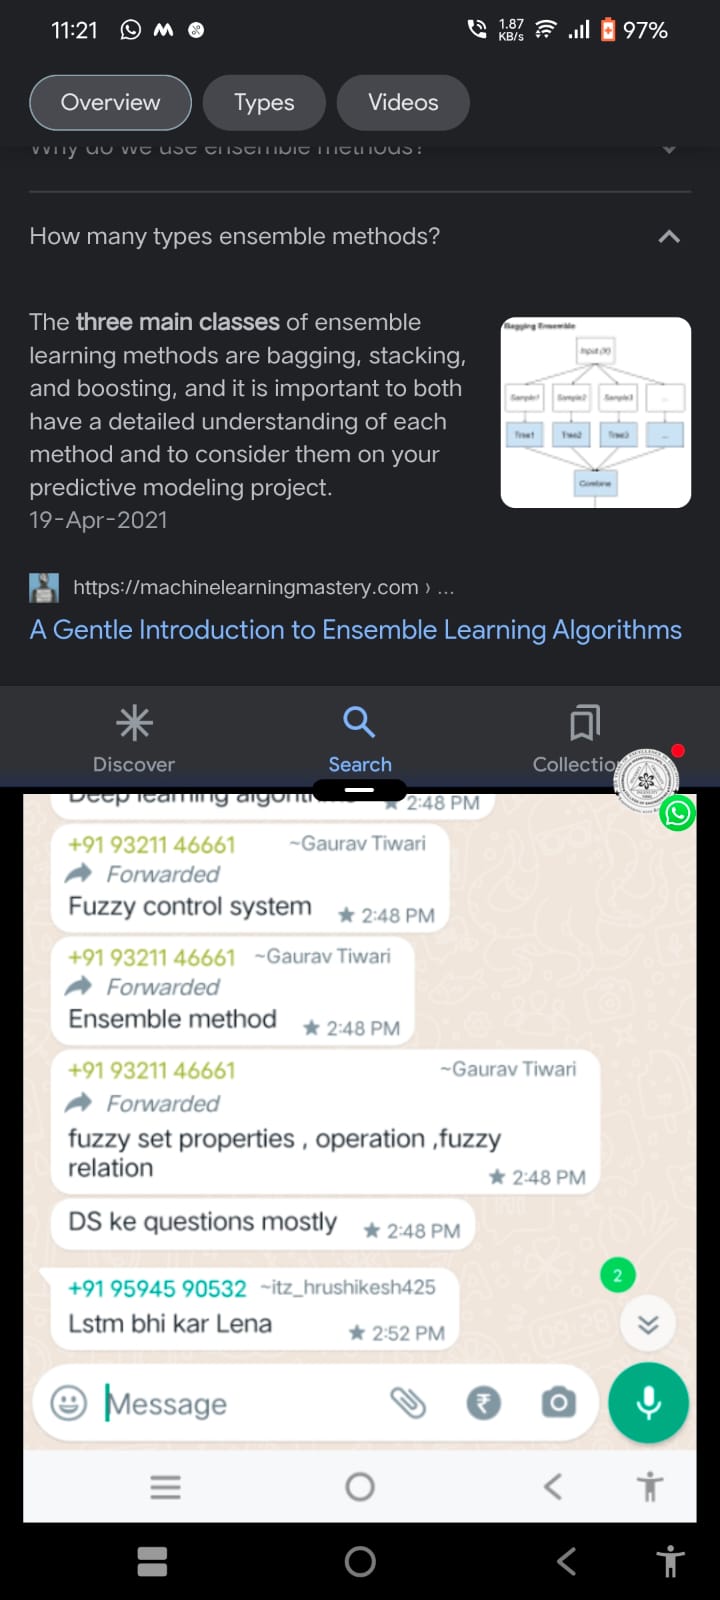 11:21
1.87
KB/s
97%
Overview
Types
Videos
Why do we use ensemble methods?
How many types ensemble methods?
The three main classes of ensemble
learning methods are bagging, stacking,
and boosting, and it is important to both
have a detailed understanding of each
method and to consider them on your
predictive modeling project.
19-Apr-2021
Bagging Ensemble
Input (X)
Sample1 Sample2 Sample3 ...
Tree1 Tree2 Tree3 ...
Combine
https://machinelearningmastery.com › ...
A Gentle Introduction to Ensemble Learning Algorithms
Discover
Search
Collectio
Deep learning
2:48 PM
+91 93211 46661 ~Gaurav Tiwari
Forwarded
Fuzzy control system
2:48 PM
+91 93211 46661 ~Gaurav Tiwari
Forwarded
Ensemble method
2:48 PM
+91 93211 46661 ~Gaurav Tiwari
Forwarded
fuzzy set properties , operation ,fuzzy
relation
2:48 PM
DS ke questions mostly
2:48 PM
2
+91 95945 90532 ~itz_hrushikesh425
Lstm bhi kar Lena
2:52 PM
Message